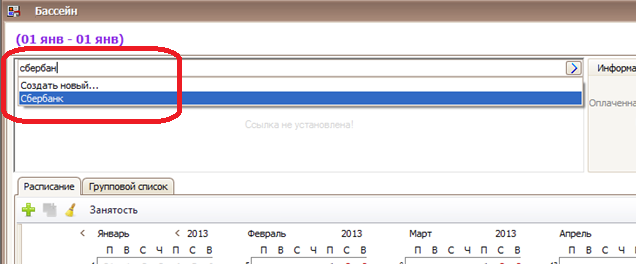 Бассейн
(01 янв - 01 янв)
сбербан
Информа
Создать новый...
Сбербанк
Оплаченна
Ссылка не установлена!
Расписание Групповой список
Занятость
< Январь < 2013 Февраль 2013 Март 2013 Апрель
П В С Ч П С В П В С Ч П С В П В С Ч П С В П В С Ч